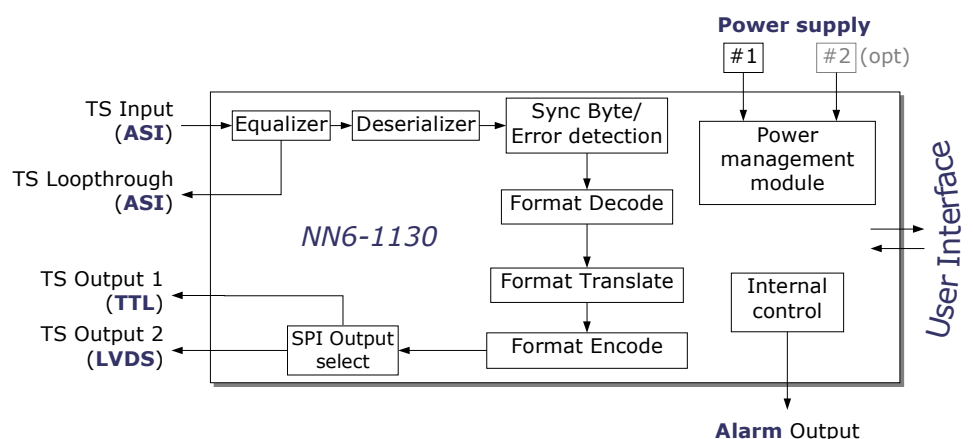 Power supply
#1
#2 (opt)
TS Input
(ASI)
Equalizer
Deserializer
Sync Byte/
Error detection
Power
management
module
TS Loopthrough
(ASI)
Format Decode
NN6-1130
User Interface
TS Output 1
(TTL)
Format Translate
Internal
control
TS Output 2
(LVDS)
SPI Output
select
Format Encode
Alarm Output